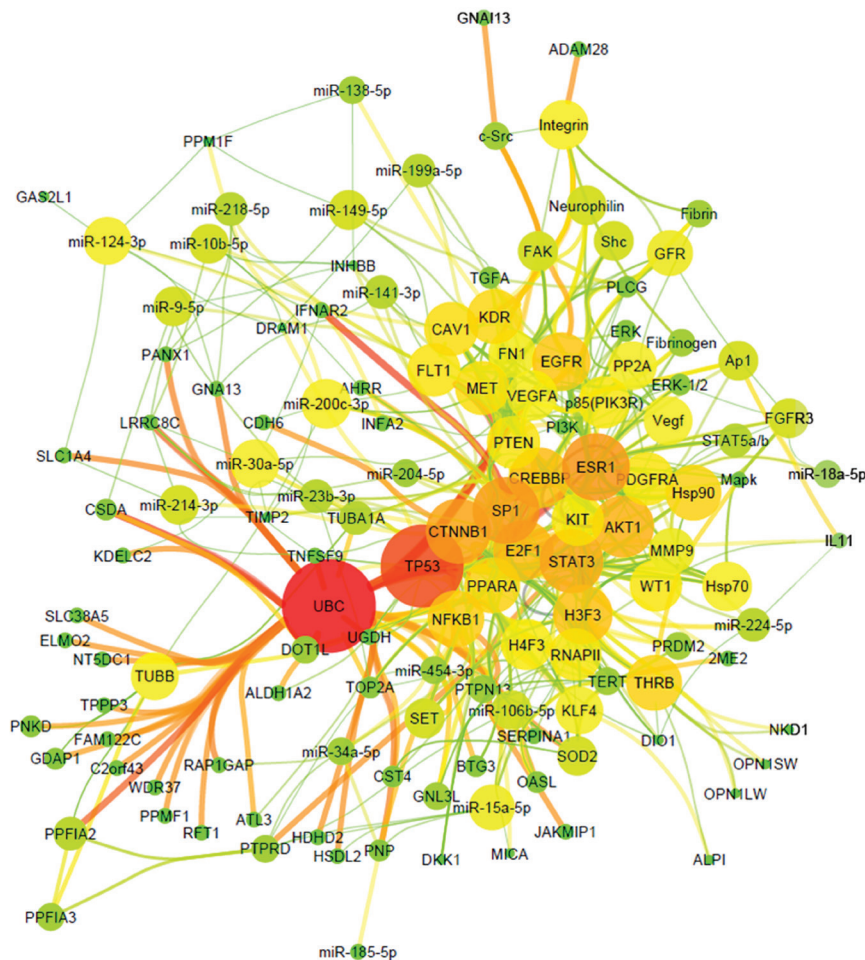 GNAI13
ADAM28
miR-138-5p
Integrin
c-Src
PPM1F
miR-199a-5p
GAS2L1
miR-218-5p
miR-149-5p
Neurophilin
Fibrin
miR-124-3p
miR-10b-5p
FAK
Shc
GFR
INHBB
TGFA
PLCG
miR-141-3p
miR-9-5p
IFNAR2
KDR
DRAM1
CAV1
ERK
Fibrinogen
PANX1
FN1
EGFR
PP2A
Ap1
FLT1
GNA13
AHRR
MET
VEGFA
ERK-1/2
miR-200c-3p
p85(PIK3R)
LRRC8C
CDH6
INFA2
PI3K
Vegf
FGFR3
PTEN
STAT5a/b
SLC1A4
miR-30a-5p
miR-204-5p
CREBBP
ESR1
miR-18a-5p
PDGFRA
Mapk
Hsp90
miR-23b-3p
miR-214-3p
CSDA
TIMP2
TUBA1A
SP1
KIT
AKT1
CTNNB1
IL11
KDELC2
TNFSF9
E2F1
MMP9
TP53
STAT3
PPARA
WT1
Hsp70
UBC
SLC38A5
H3F3
NFKB1
miR-224-5p
ELMO2
UGDH
DOT1L
H4F3
PRDM2
NT5DC1
RNAPII
2ME2
TUBB
miR-454-3p
ALDH1A2
TOP2A
PTPN13
TERT
THRB
TPPP3
miR-106b-5p
KLF4
PNKD
SET
NKD1
FAM122C
SERPINA1
DIO1
GDAP1
miR-34a-5p
SOD2
OPN1SW
C2orf43
RAP1GAP
BTG3
WDR37
CST4
OASL
OPN1LW
GNL3L
PPMF1
ATL3
miR-15a-5p
RFT1
PPFIA2
HDHD2
JAKMIP1
PTPRD
HSDL2
PNP
DKK1
MICA
ALPI
PPFIA3
miR-185-5p